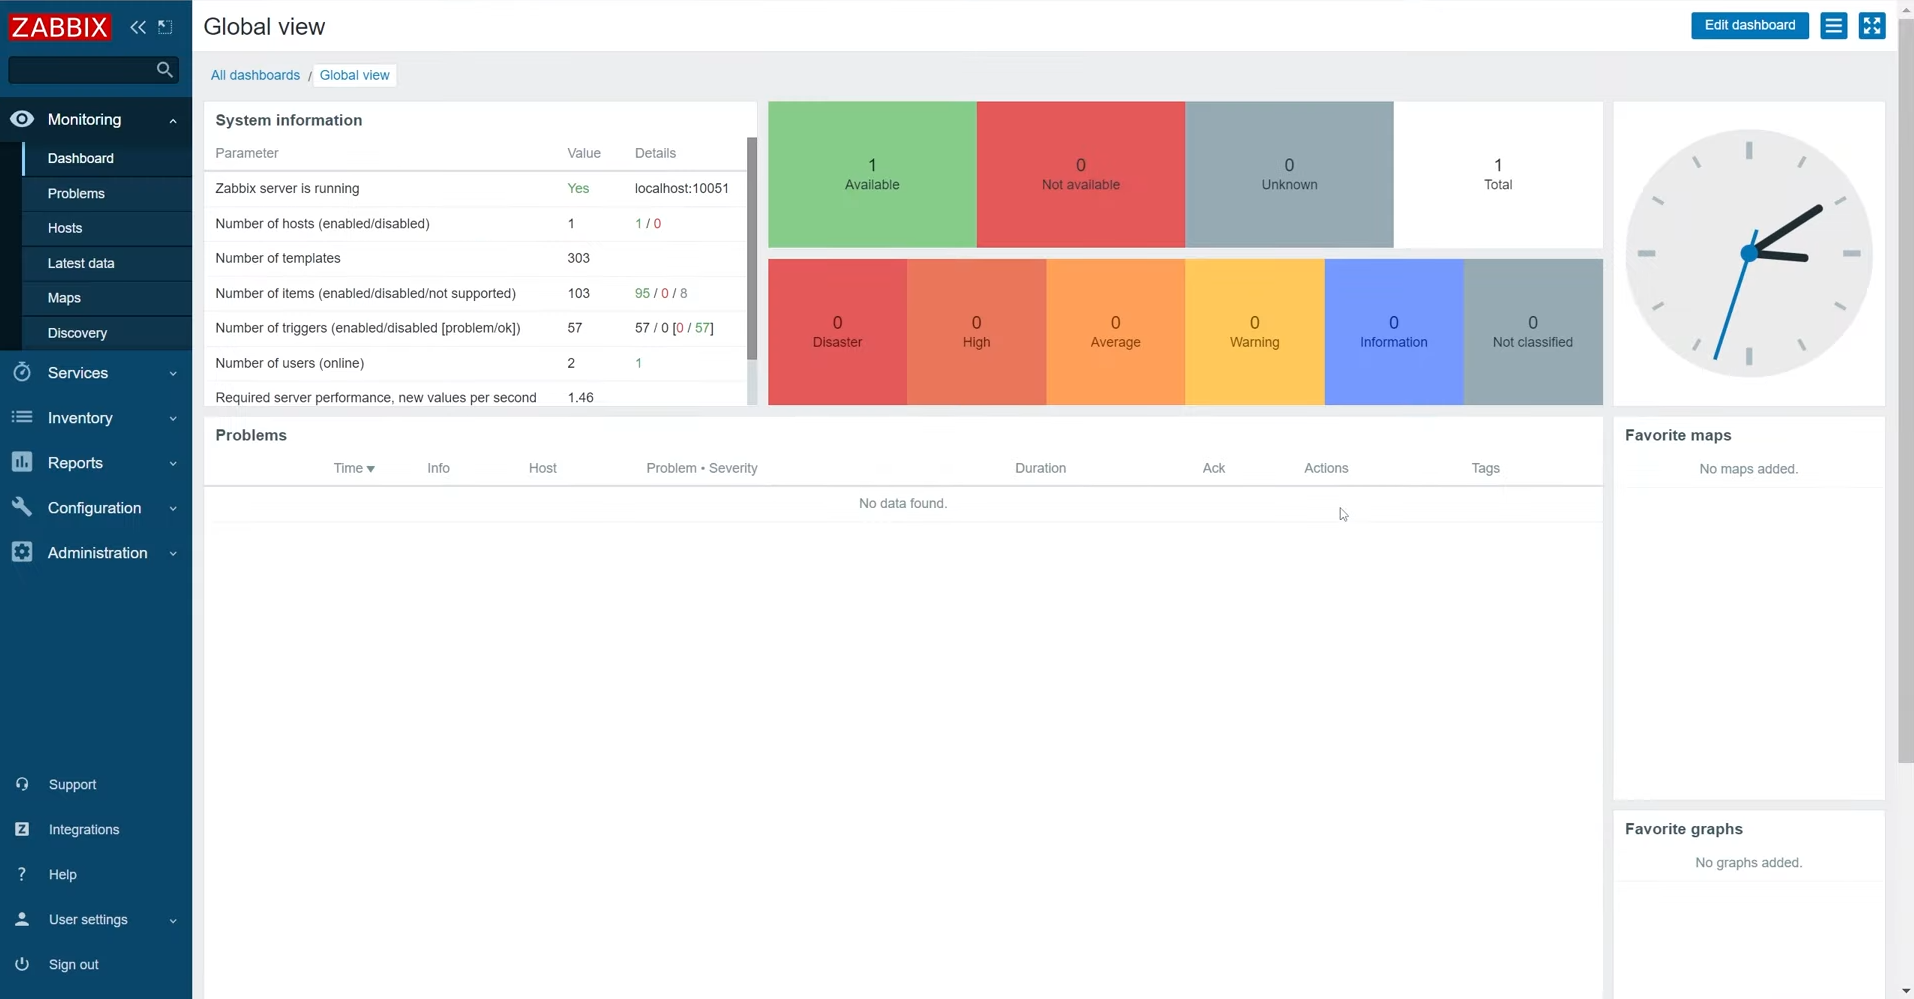 ZABBIX
Monitoring
Dashboard
Problems
Hosts
Latest data
Maps
Discovery
Services
Inventory
Reports
Configuration
Administration
Support
Z Integrations
? Help
User settings
Sign out
Global view
Edit dashboard
All dashboards / Global view
System information
Parameter Value Details
Zabbix server is running Yes localhost:10051
Number of hosts (enabled/disabled) 1 1 / 0
Number of templates 303
Number of items (enabled/disabled/not supported) 103 95 / 0 / 8
Number of triggers (enabled/disabled [problem/ok]) 57 57 / 0 [0 / 57]
Number of users (online) 2 1
Required server performance, new values per second 1.46
1 0 0 1
Available Not available Unknown Total
0 0 0 0 0 0
Disaster High Average Warning Information Not classified
Problems
Time ▼ Info Host Problem • Severity Duration Ack Actions Tags
No data found.
Favorite maps
No maps added.
Favorite graphs
No graphs added.